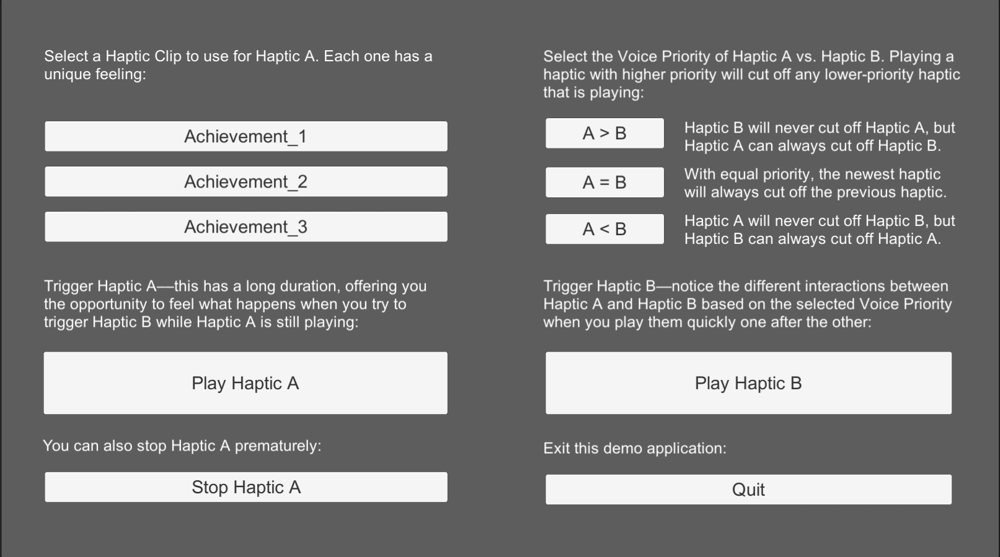 Select a Haptic Clip to use for Haptic A. Each one has a
unique feeling:
Achievement_1
Achievement_2
Achievement_3
Trigger Haptic A—this has a long duration, offering you
the opportunity to feel what happens when you try to
trigger Haptic B while Haptic A is still playing:
Play Haptic A
You can also stop Haptic A prematurely:
Stop Haptic A
Select the Voice Priority of Haptic A vs. Haptic B. Playing a
haptic with higher priority will cut off any lower-priority haptic
that is playing:
A > B
Haptic B will never cut off Haptic A, but
Haptic A can always cut off Haptic B.
A = B
With equal priority, the newest haptic
will always cut off the previous haptic.
A < B
Haptic A will never cut off Haptic B, but
Haptic B can always cut off Haptic A.
Trigger Haptic B—notice the different interactions between
Haptic A and Haptic B based on the selected Voice Priority
when you play them quickly one after the other:
Play Haptic B
Exit this demo application:
Quit